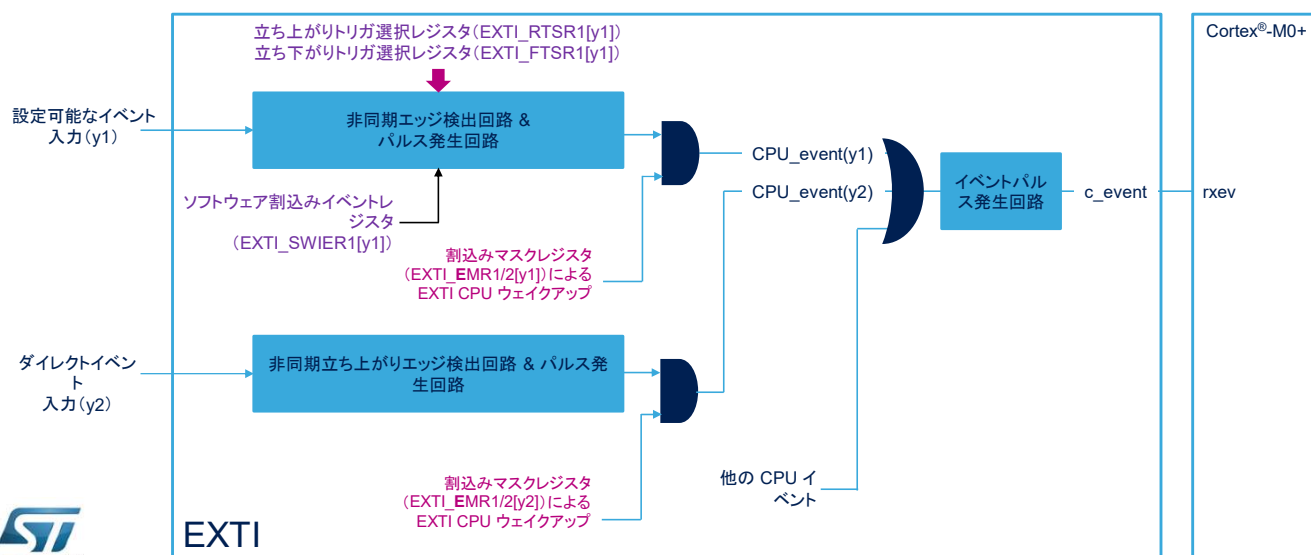 立ち上がりトリガ選択レジスタ(EXTI_RTSR1[y1])
立ち下がりトリガ選択レジスタ(EXTI_FTSR1[y1])
Cortex®-M0+
設定可能なイベント
入力(y1)
非同期エッジ検出回路 &
パルス発生回路
CPU_event(y1)
CPU_event(y2)
イベントパル
ス発生回路
c_event
rxev
ソフトウェア割込みイベントレ
ジスタ
(EXTI_SWIER1[y1])
割込みマスクレジスタ
(EXTI_EMR1/2[y1])による
EXTI CPU ウェイクアップ
ダイレクトイベン
ト
入力(y2)
非同期立ち上がりエッジ検出回路 & パルス発
生回路
割込みマスクレジスタ
(EXTI_EMR1/2[y2])による
EXTI CPU ウェイクアップ
他の CPU イ
ベント
ST
EXTI